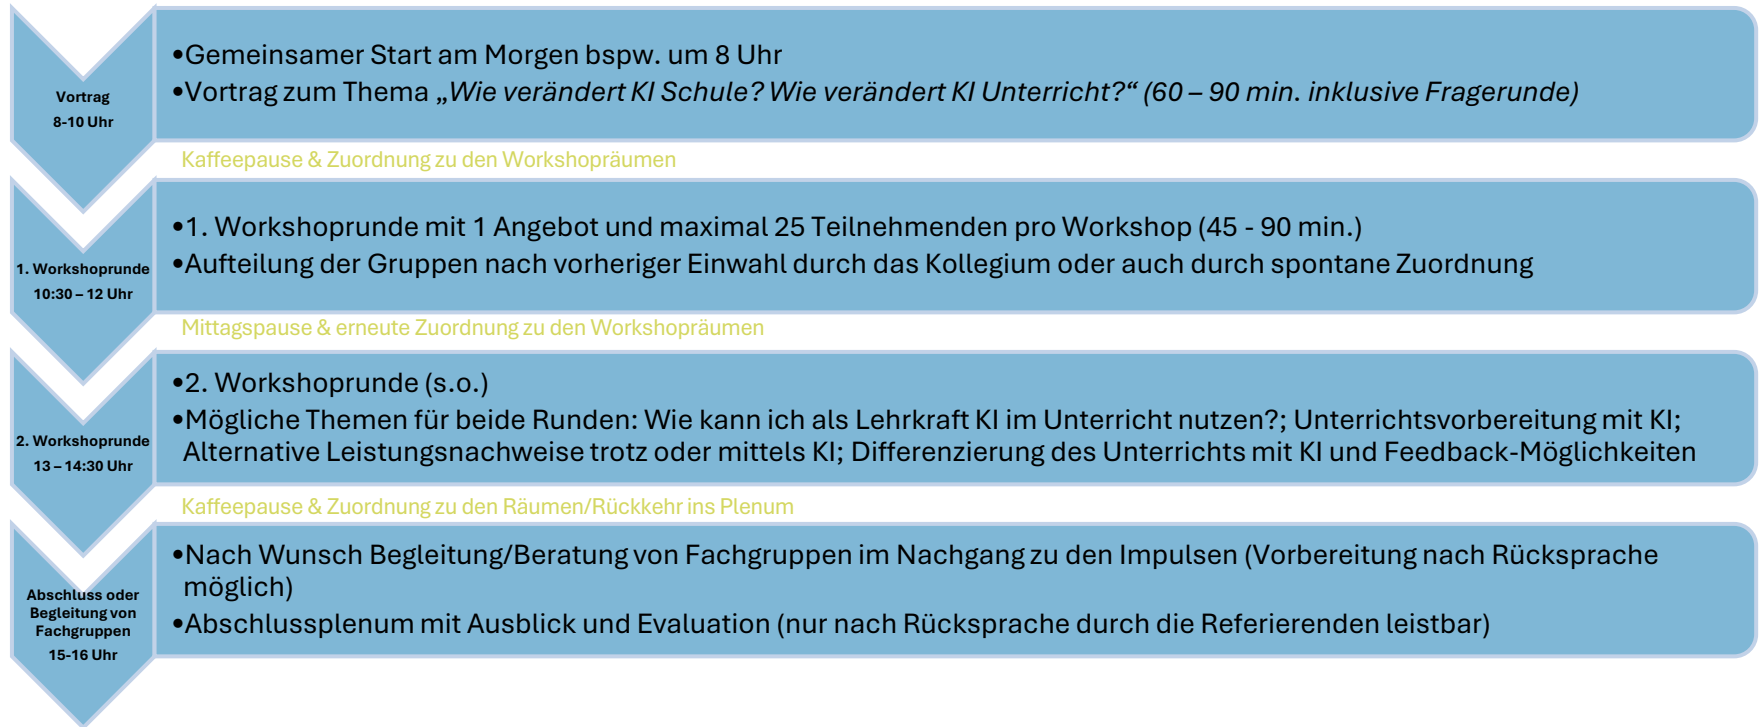 Vortrag
8-10 Uhr
•Gemeinsamer Start am Morgen bspw. um 8 Uhr
•Vortrag zum Thema „Wie verändert KI Schule? Wie verändert KI Unterricht?“ (60 – 90 min. inklusive Fragerunde)
Kaffeepause & Zuordnung zu den Workshopräumen
1. Workshoprunde
10:30 – 12 Uhr
•1. Workshoprunde mit 1 Angebot und maximal 25 Teilnehmenden pro Workshop (45 - 90 min.)
•Aufteilung der Gruppen nach vorheriger Einwahl durch das Kollegium oder auch durch spontane Zuordnung
Mittagspause & erneute Zuordnung zu den Workshopräumen
2. Workshoprunde
13 – 14:30 Uhr
•2. Workshoprunde (s.o.)
•Mögliche Themen für beide Runden: Wie kann ich als Lehrkraft KI im Unterricht nutzen?; Unterrichtsvorbereitung mit KI;
Alternative Leistungsnachweise trotz oder mittels KI; Differenzierung des Unterrichts mit KI und Feedback-Möglichkeiten
Kaffeepause & Zuordnung zu den Räumen/Rückkehr ins Plenum
Abschluss oder
Begleitung von
Fachgruppen
15-16 Uhr
•Nach Wunsch Begleitung/Beratung von Fachgruppen im Nachgang zu den Impulsen (Vorbereitung nach Rücksprache
möglich)
•Abschlussplenum mit Ausblick und Evaluation (nur nach Rücksprache durch die Referierenden leistbar)